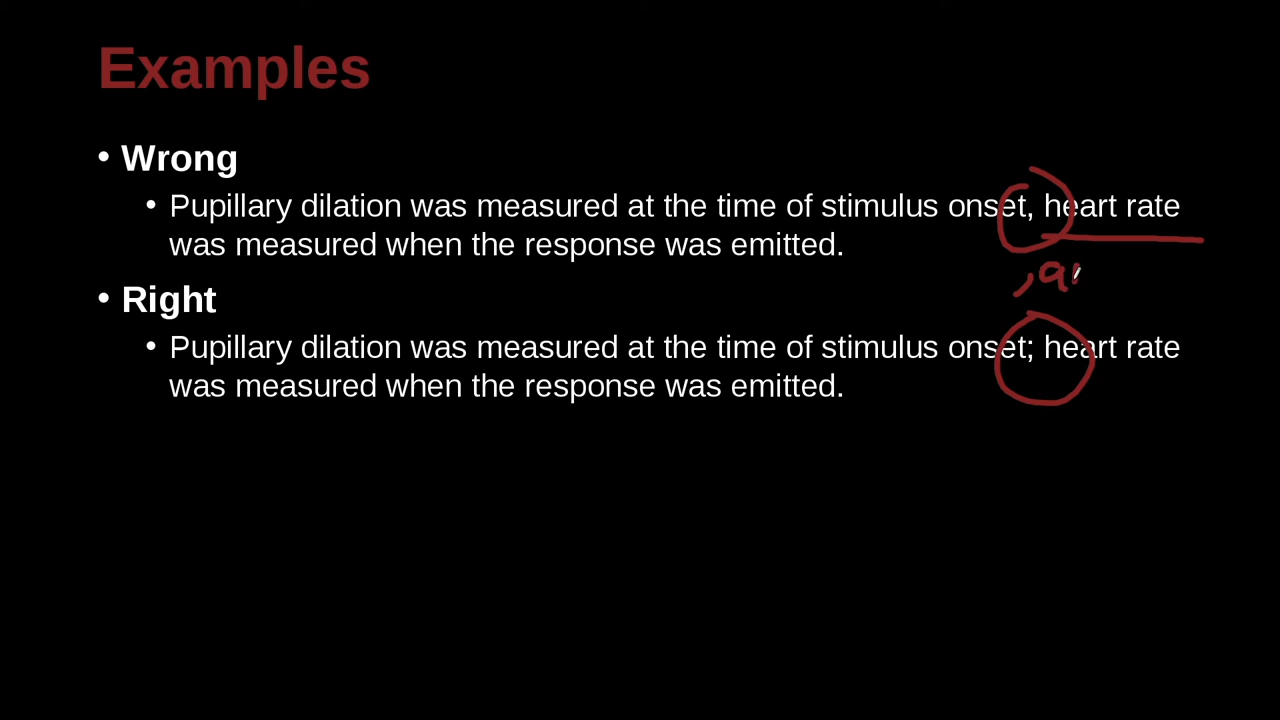 Examples
• Wrong
• Pupillary dilation was measured at the time of stimulus onset, heart rate
was measured when the response was emitted.
• Right
• Pupillary dilation was measured at the time of stimulus onset; heart rate
was measured when the response was emitted.